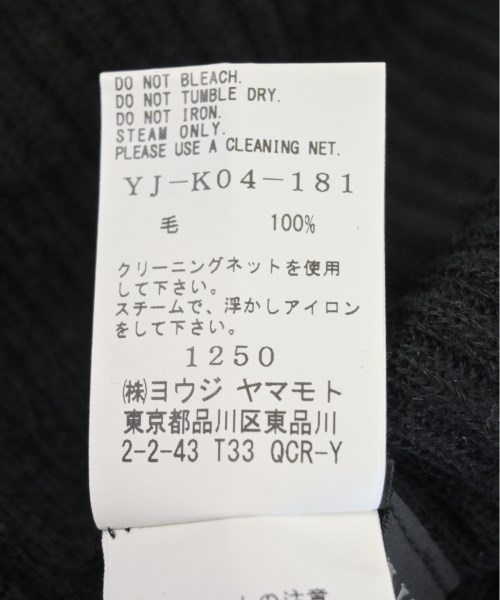 DO NOT BLEACH.
DO NOT TUMBLE DRY.
DO NOT IRON.
STEAM ONLY.
PLEASE USE A CLEANING NET.
YJ-K04-181
毛 100%
クリーニングネットを使用
して下さい。
スチームで、浮かしアイロン
をして下さい。
1250
㈱ヨウジ ヤマモト
東京都品川区東品川
2-2-43 T33 QCR-Y
の注意